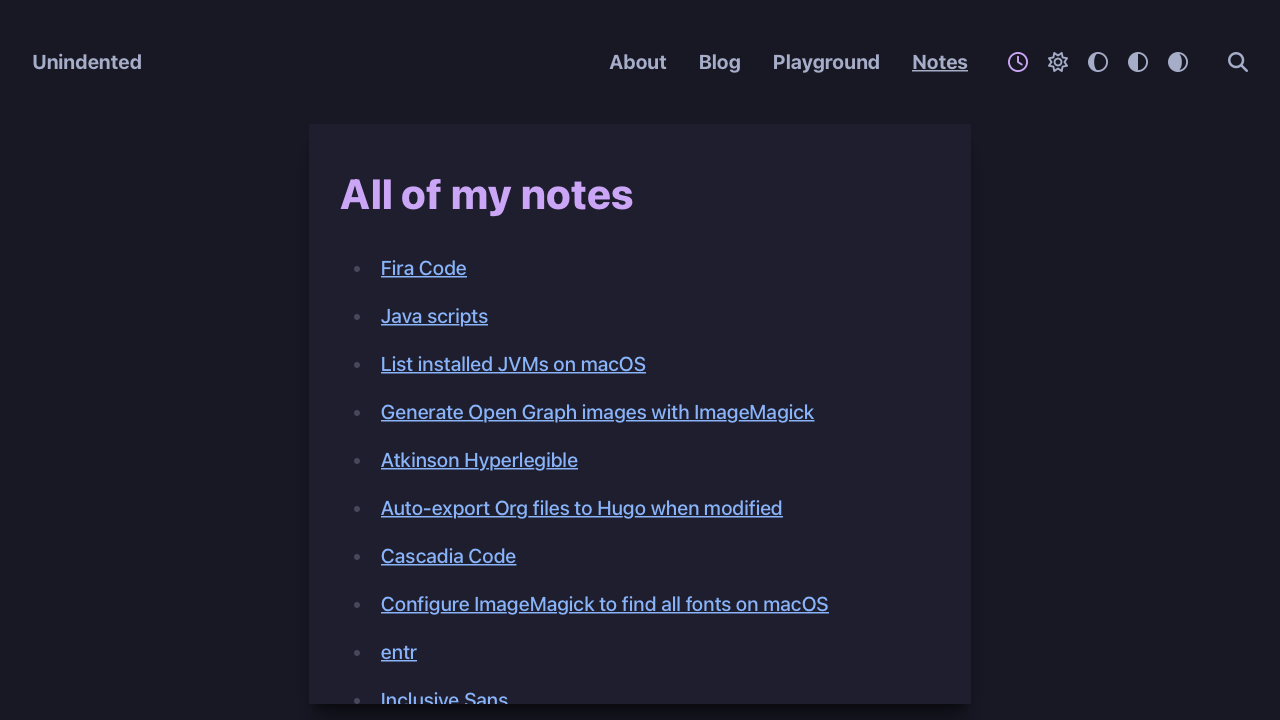 Unindented
About Blog Playground Notes
All of my notes
Fira Code
Java scripts
List installed JVMs on macOS
Generate Open Graph images with ImageMagick
Atkinson Hyperlegible
Auto-export Org files to Hugo when modified
Cascadia Code
Configure ImageMagick to find all fonts on macOS
entr
Inclusive Sans